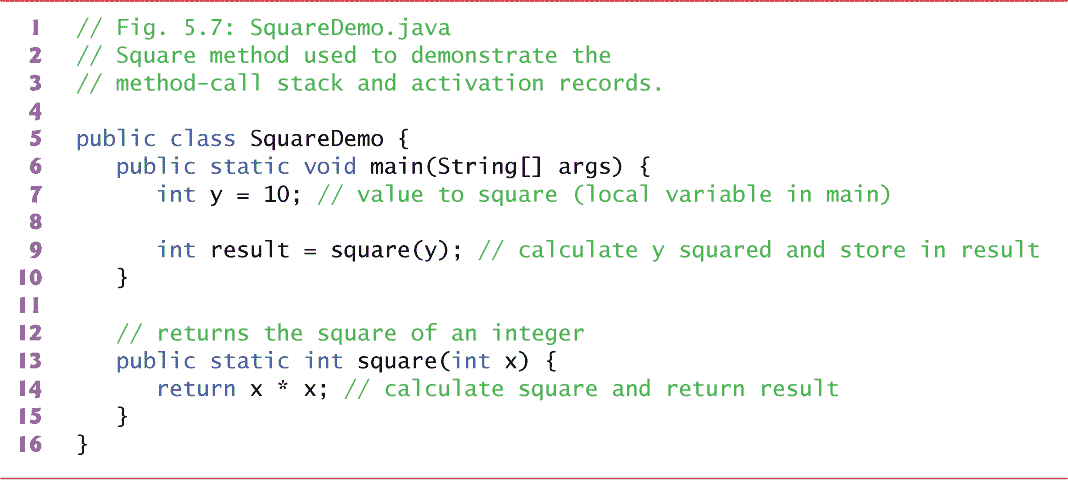 1 // Fig. 5.7: SquareDemo.java
2 // Square method used to demonstrate the
3 // method-call stack and activation records.
4
5 public class SquareDemo {
6    public static void main(String[] args) {
7       int y = 10; // value to square (local variable in main)
8
9       int result = square(y); // calculate y squared and store in result
10    }
11
12    // returns the square of an integer
13    public static int square(int x) {
14       return x * x; // calculate square and return result
15    }
16 }